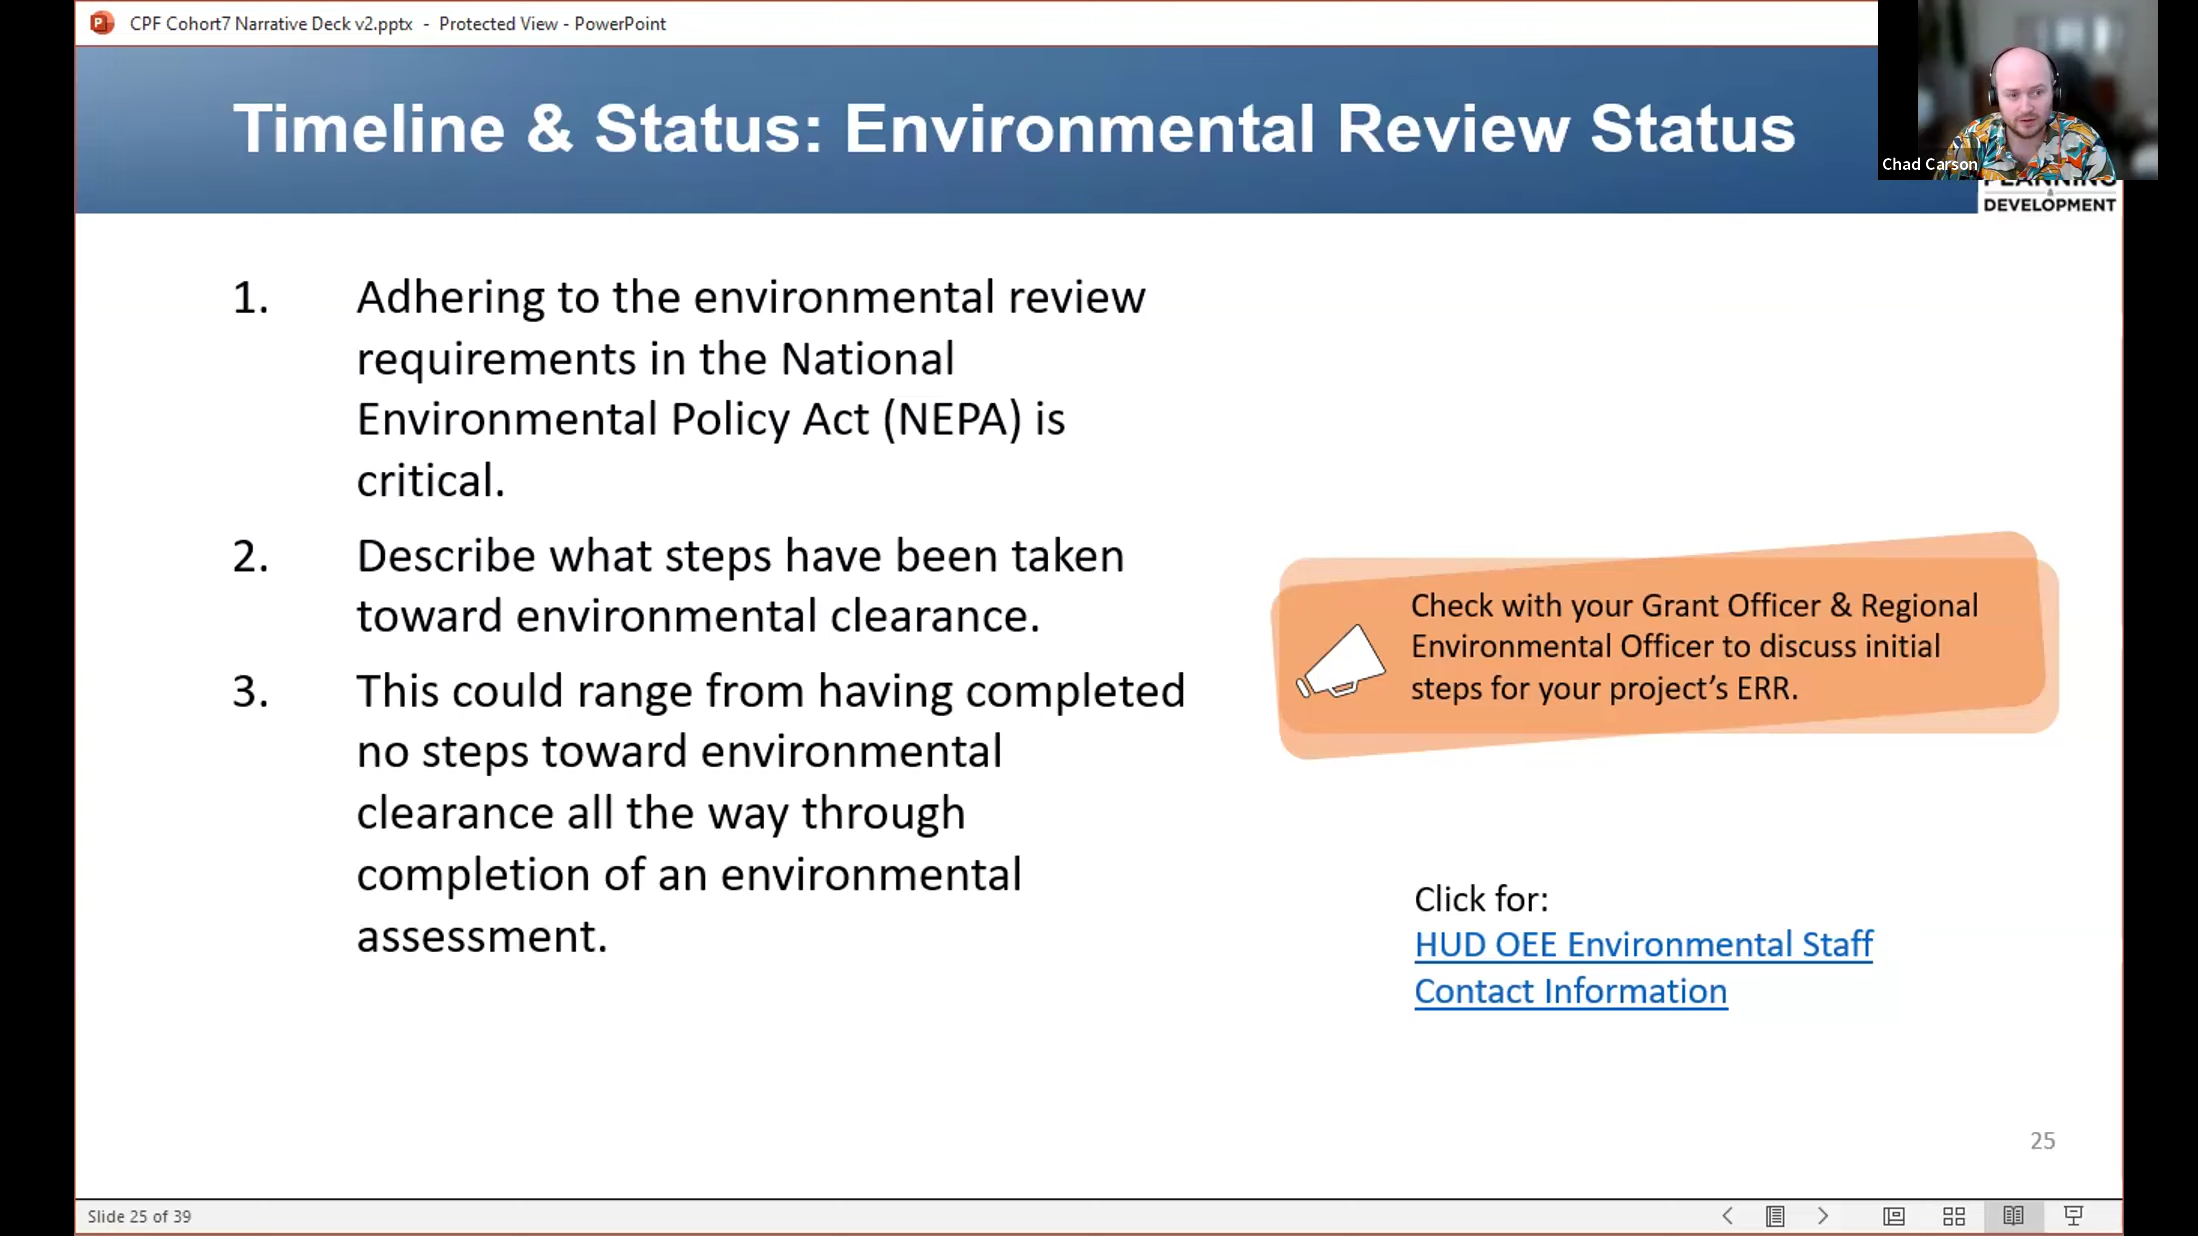 CPF Cohort7 Narrative Deck v2.pptx - Protected View - PowerPoint
Timeline & Status: Environmental Review Status
Chad Carson
PLANNING
&
DEVELOPMENT
1. Adhering to the environmental review
requirements in the National
Environmental Policy Act (NEPA) is
critical.
2. Describe what steps have been taken
toward environmental clearance.
3. This could range from having completed
no steps toward environmental
clearance all the way through
completion of an environmental
assessment.
Check with your Grant Officer & Regional
Environmental Officer to discuss initial
steps for your project’s ERR.
Click for:
HUD OEE Environmental Staff
Contact Information
25
Slide 25 of 39